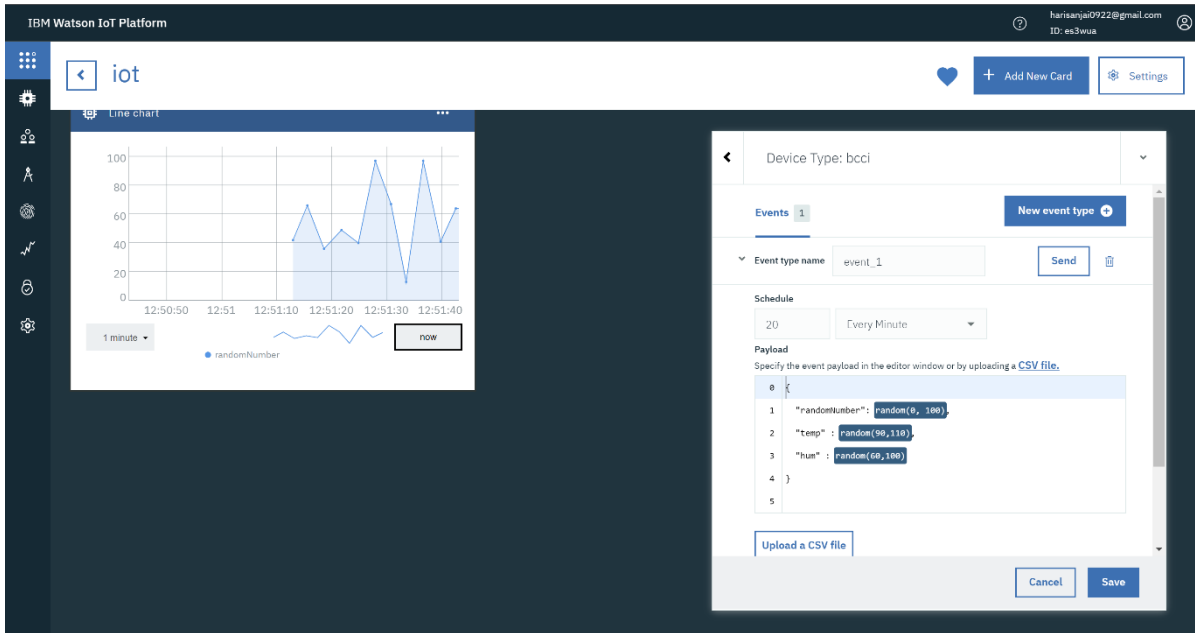 IBM Watson IoT Platform
harisanjai0922@gmail.com
ID: es3wua
iot
Add New Card
Settings
Line chart
100
80
60
40
20
0
12:50:50 12:51 12:51:10 12:51:20 12:51:30 12:51:40
1 minute
now
randomNumber
Device Type: bcci
Events 1
New event type
Event type name event_1 Send
Schedule
20 Every Minute
Payload
Specify the event payload in the editor window or by uploading a CSV file.
0 {
1 "randomNumber": random(0, 100),
2 "temp" : random(90,110),
3 "hum" : random(60,100)
4 }
5
Upload a CSV file
Cancel Save